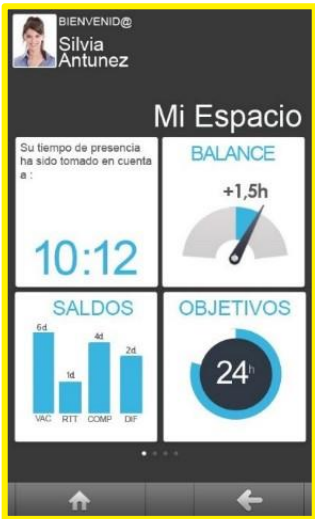 BIENVENID@
Silvia
Antunez
Mi Espacio
Su tiempo de presencia
ha sido tomado en cuenta
a :
10:12
BALANCE
+1,5h
SALDOS
6d.
1d.
4d.
2d.
VAC RTT COMP DIF
OBJETIVOS
24h